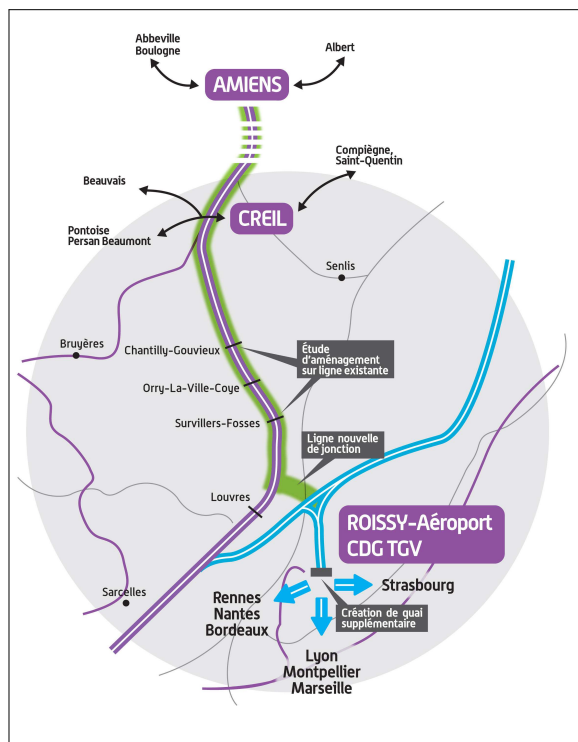 Abbeville
Boulogne
Albert
AMIENS
Compiègne,
Saint-Quentin
Beauvais
CREIL
Pontoise
Persan Beaumont
Senlis
Étude
d'aménagement
sur ligne existante
Bruyères
Chantilly-Gouvieux
Orry-La-Ville-Coye
Survillers-Fosses
Ligne nouvelle
de jonction
Louvres
ROISSY-Aéroport
CDG TGV
Sarcelles
Strasbourg
Rennes
Nantes
Bordeaux
Création de quai
supplémentaire
Lyon
Montpellier
Marseille